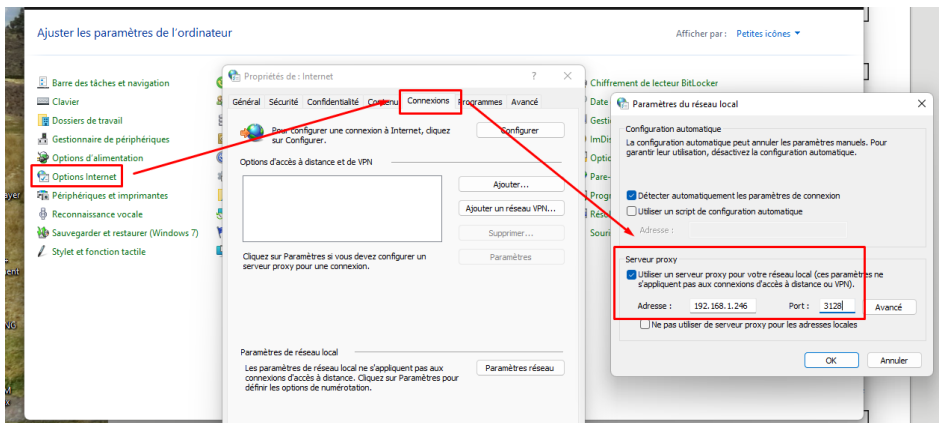 Ajuster les paramètres de l'ordinateur
Afficher par : Petites icônes
Barre des tâches et navigation
Clavier
Dossiers de travail
Gestionnaire de périphériques
Options d'alimentation
Options Internet
Périphériques et imprimantes
Reconnaissance vocale
Sauvegarder et restaurer (Windows 7)
Stylet et fonction tactile
Propriétés de : Internet
Général Sécurité Confidentialité Contenu Connexions Programmes Avancé
Pour configurer une connexion à Internet, cliquez
sur Configurer.
Configurer
Options d'accès à distance et de VPN
Ajouter...
Ajouter un réseau VPN...
Supprimer...
Cliquez sur Paramètres si vous devez configurer un
serveur proxy pour une connexion.
Paramètres
Paramètres de réseau local
Les paramètres de réseau local ne s'appliquent pas aux
connexions d'accès à distance. Cliquez sur Paramètres pour
définir les options de numérotation.
Paramètres réseau
Chiffrement de lecteur BitLocker
Date
Gesti
ImDis
Optic
Pare-
Progr
Résu
Souri
Paramètres du réseau local
Configuration automatique
La configuration automatique peut annuler les paramètres manuels. Pour
garantir leur utilisation, désactivez la configuration automatique.
Détecter automatiquement les paramètres de connexion
Utiliser un script de configuration automatique
Adresse :
Serveur proxy
Utiliser un serveur proxy pour votre réseau local (ces paramètres ne
s'appliquent pas aux connexions d'accès à distance ou VPN).
Adresse : 192.168.1.246 Port : 3128 Avancé
Ne pas utiliser de serveur proxy pour les adresses locales
OK Annuler